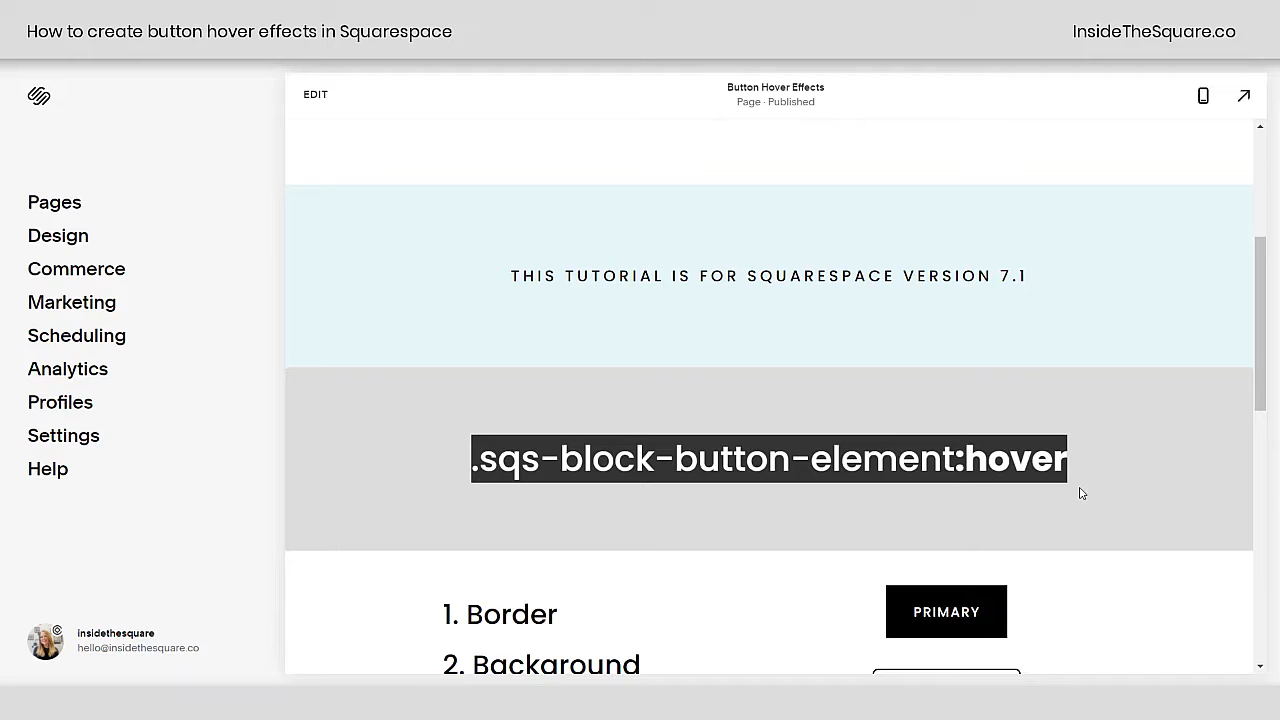 How to create button hover effects in Squarespace
InsideTheSquare.co
EDIT
Button Hover Effects
Page · Published
Pages
Design
Commerce
Marketing
Scheduling
Analytics
Profiles
Settings
Help
insidethesquare
hello@insidethesquare.co
THIS TUTORIAL IS FOR SQUARESPACE VERSION 7.1
.sqs-block-button-element:hover
1. Border
2. Background
PRIMARY